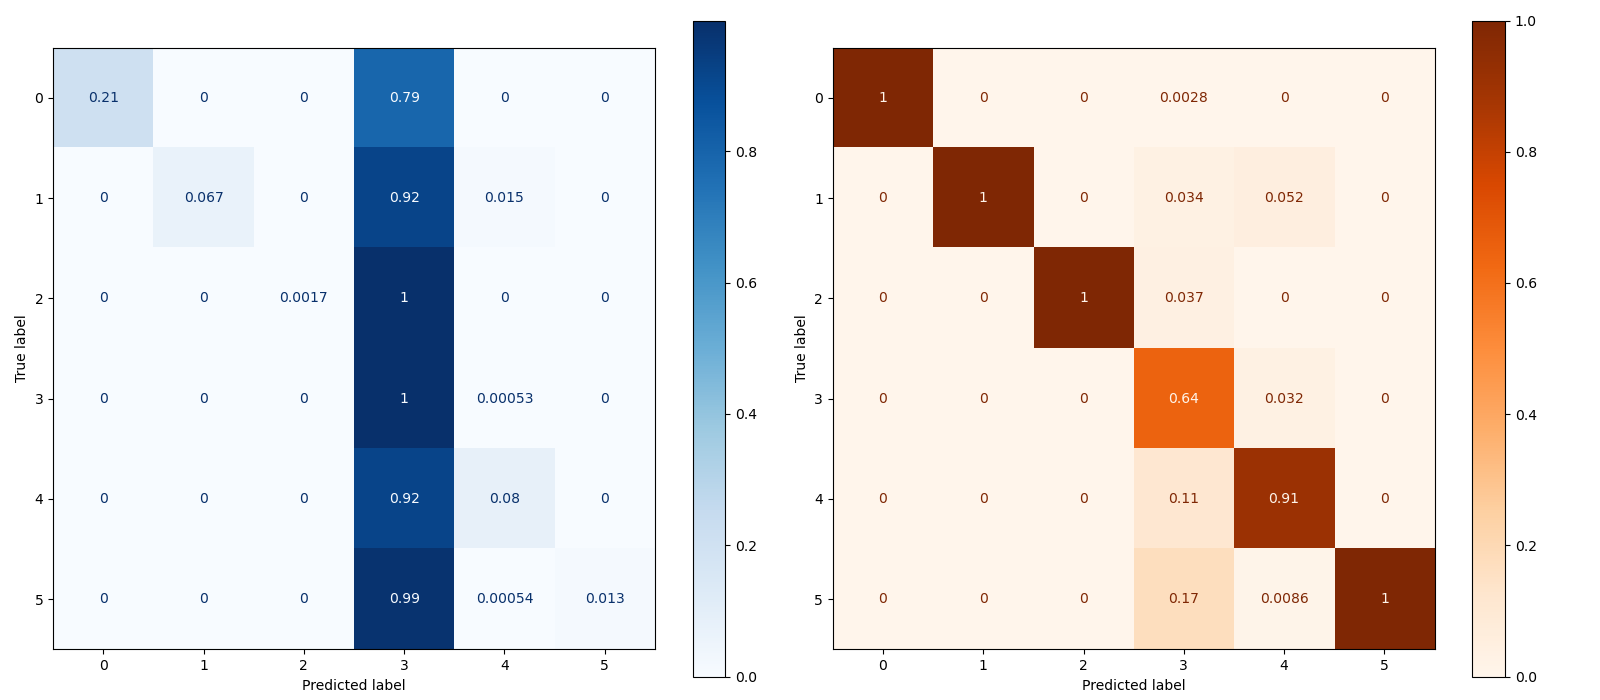 0 0.21 0 0 0.79 0 0
1 0 0.067 0 0.92 0.015 0
2 0 0 0.0017 1 0 0
3 0 0 0 1 0.00053 0
4 0 0 0 0.92 0.08 0
5 0 0 0 0.99 0.00054 0.013
0 1 2 3 4 5
True label
Predicted label
0.8
0.6
0.4
0.2
0.0
0 1 0 0 0.0028 0 0
1 0 1 0 0.034 0.052 0
2 0 0 1 0.037 0 0
3 0 0 0 0.64 0.032 0
4 0 0 0 0.11 0.91 0
5 0 0 0 0.17 0.0086 1
0 1 2 3 4 5
True label
Predicted label
1.0
0.8
0.6
0.4
0.2
0.0